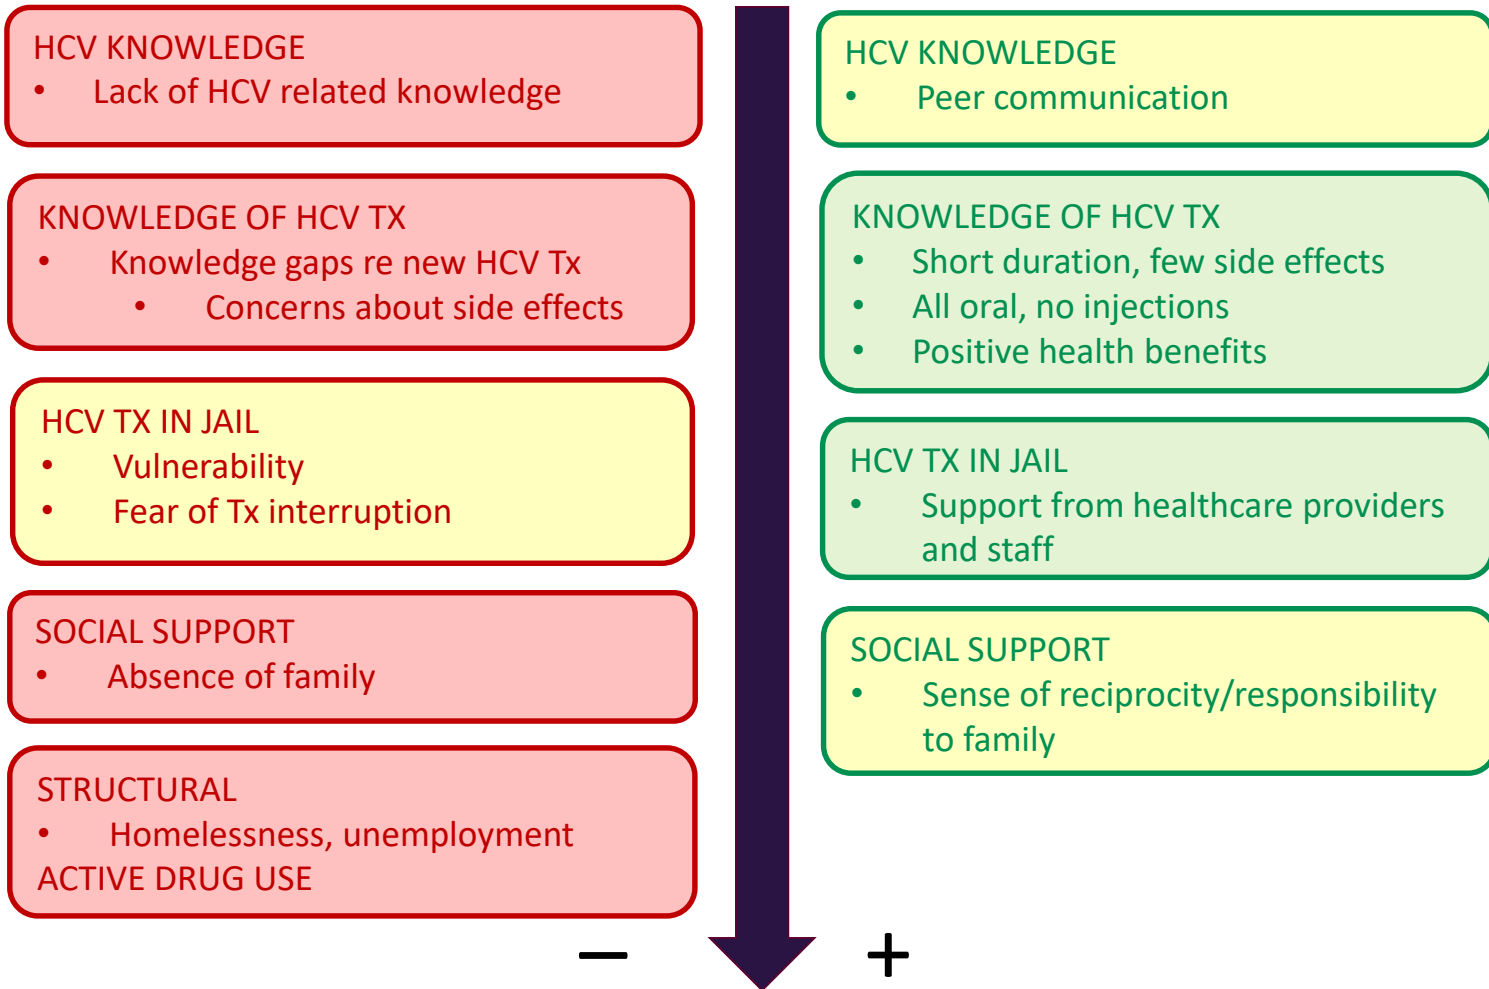 HCV KNOWLEDGE
• Lack of HCV related knowledge
KNOWLEDGE OF HCV TX
• Knowledge gaps re new HCV Tx
• Concerns about side effects
HCV TX IN JAIL
• Vulnerability
• Fear of Tx interruption
SOCIAL SUPPORT
• Absence of family
STRUCTURAL
• Homelessness, unemployment
ACTIVE DRUG USE
–
HCV KNOWLEDGE
• Peer communication
KNOWLEDGE OF HCV TX
• Short duration, few side effects
• All oral, no injections
• Positive health benefits
HCV TX IN JAIL
• Support from healthcare providers
and staff
SOCIAL SUPPORT
• Sense of reciprocity/responsibility
to family
+